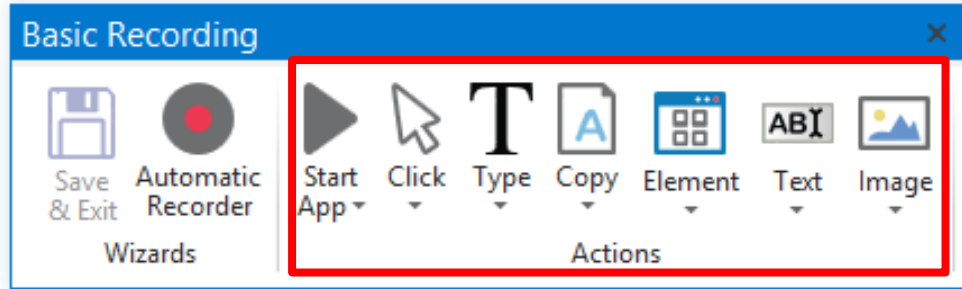 Basic Recording
Save
& Exit
Automatic
Recorder
Wizards
Start
App
Click
T
Type
A
Copy
Element
ABI
Text
Image
Actions